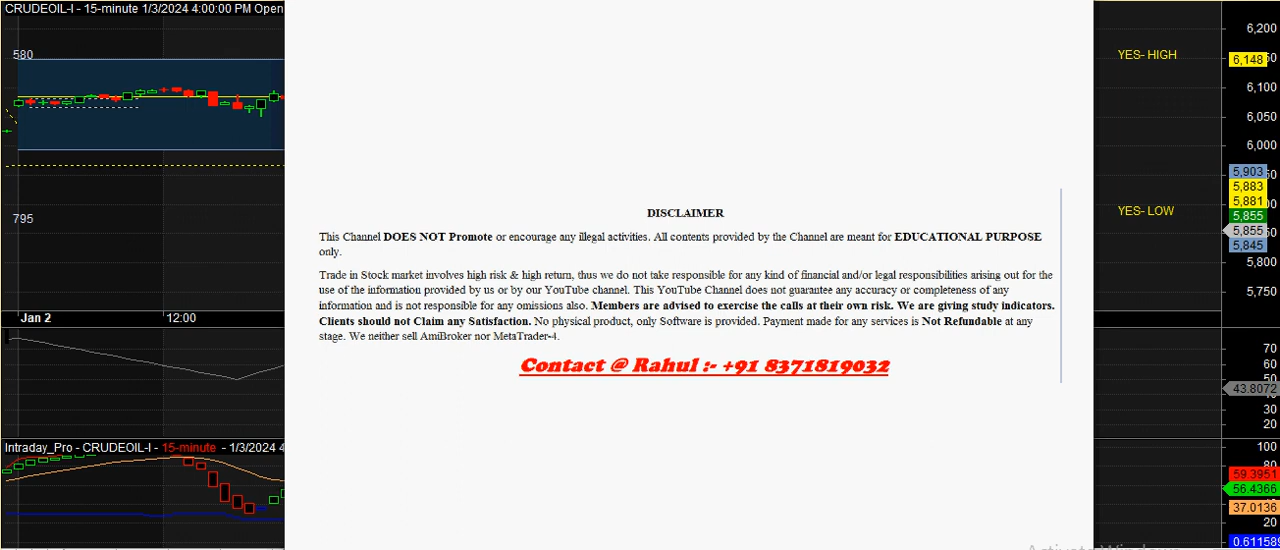 CRUDEOIL-I - 15-minute 1/3/2024 4:00:00 PM Open
580
795
Jan 2
12:00
Intraday_Pro - CRUDEOIL-I - 15-minute - 1/3/2024 4
DISCLAIMER
This Channel DOES NOT Promote or encourage any illegal activities. All contents provided by the Channel are meant for EDUCATIONAL PURPOSE
only.
Trade in Stock market involves high risk & high return, thus we do not take responsible for any kind of financial and/or legal responsibilities arising out for the
use of the information provided by us or by our YouTube channel. This YouTube Channel does not guarantee any accuracy or completeness of any
information and is not responsible for any omissions also. Members are advised to exercise the calls at their own risk. We are giving study indicators.
Clients should not Claim any Satisfaction. No physical product, only Software is provided. Payment made for any services is Not Refundable at any
stage. We neither sell AmiBroker nor MetaTrader-4.
Contact @ Rahul :- +91 8371819032
YES- HIGH
YES- LOW
6,200
6,148
6,100
6,050
6,000
5,903
5,883
5,881
5,855
5,855
5,845
5,800
5,750
70
60
50
43.8072
30
20
100
80
59.3951
56.4366
37.0136
20
0.61158